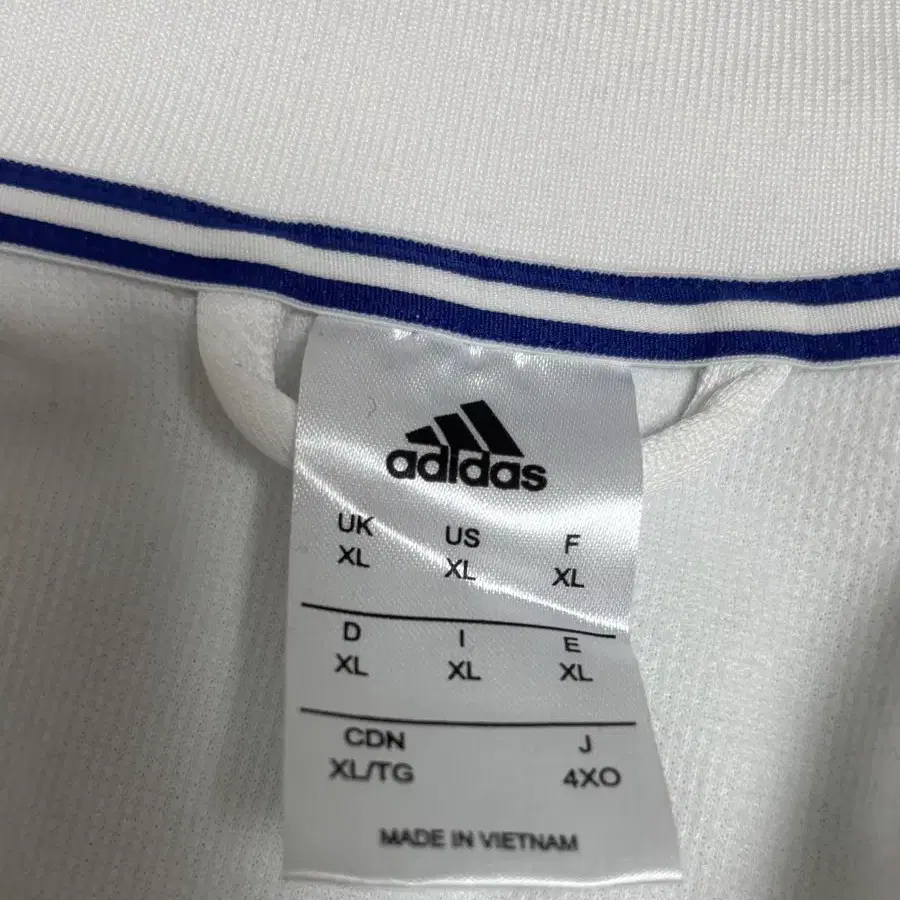 adidas
UK US F
XL XL XL
D I E
XL XL XL
CDN J
XL/TG 4XO
MADE IN VIETNAM